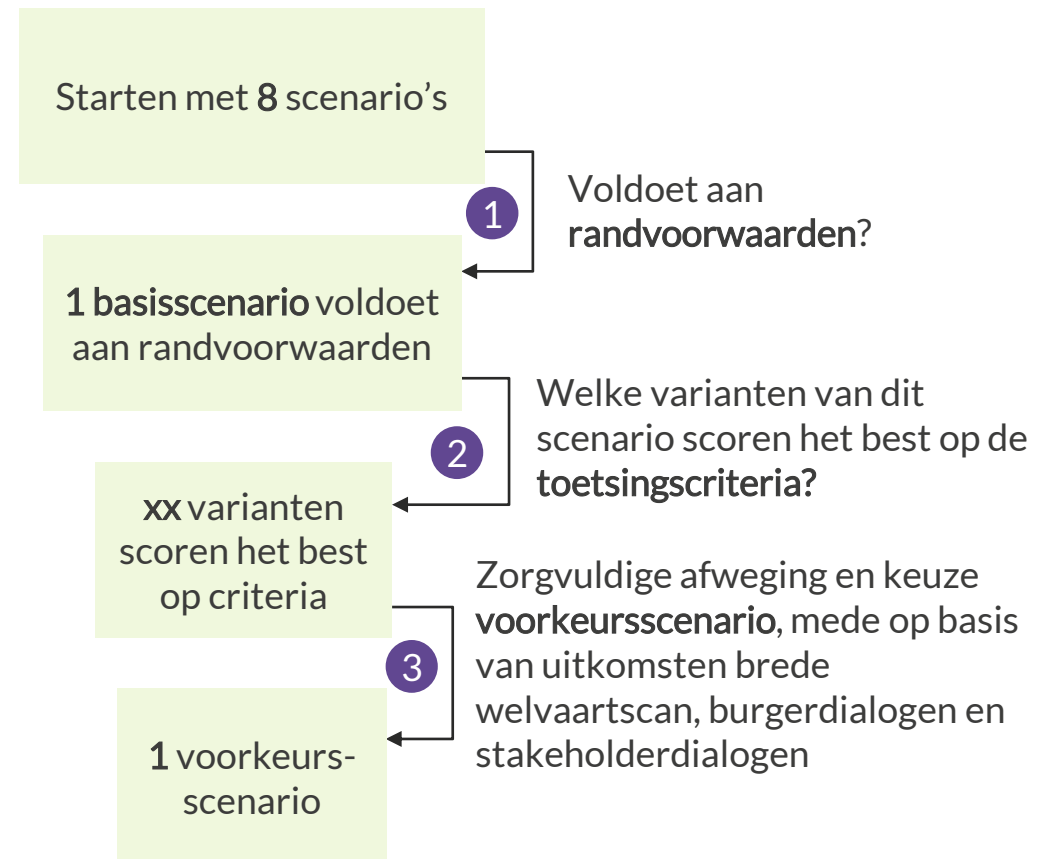 Starten met 8 scenario's
1
Voldoet aan
randvoorwaarden?
1 basisscenario voldoet
aan randvoorwaarden
2
Welke varianten van dit
scenario scoren het best op de
toetsingscriteria?
xx varianten
scoren het best
op criteria
3
Zorgvuldige afweging en keuze
voorkeursscenario, mede op basis
van uitkomsten brede
welvaartscan, burgerdialogen en
stakeholderdialogen
1 voorkeurs-
scenario